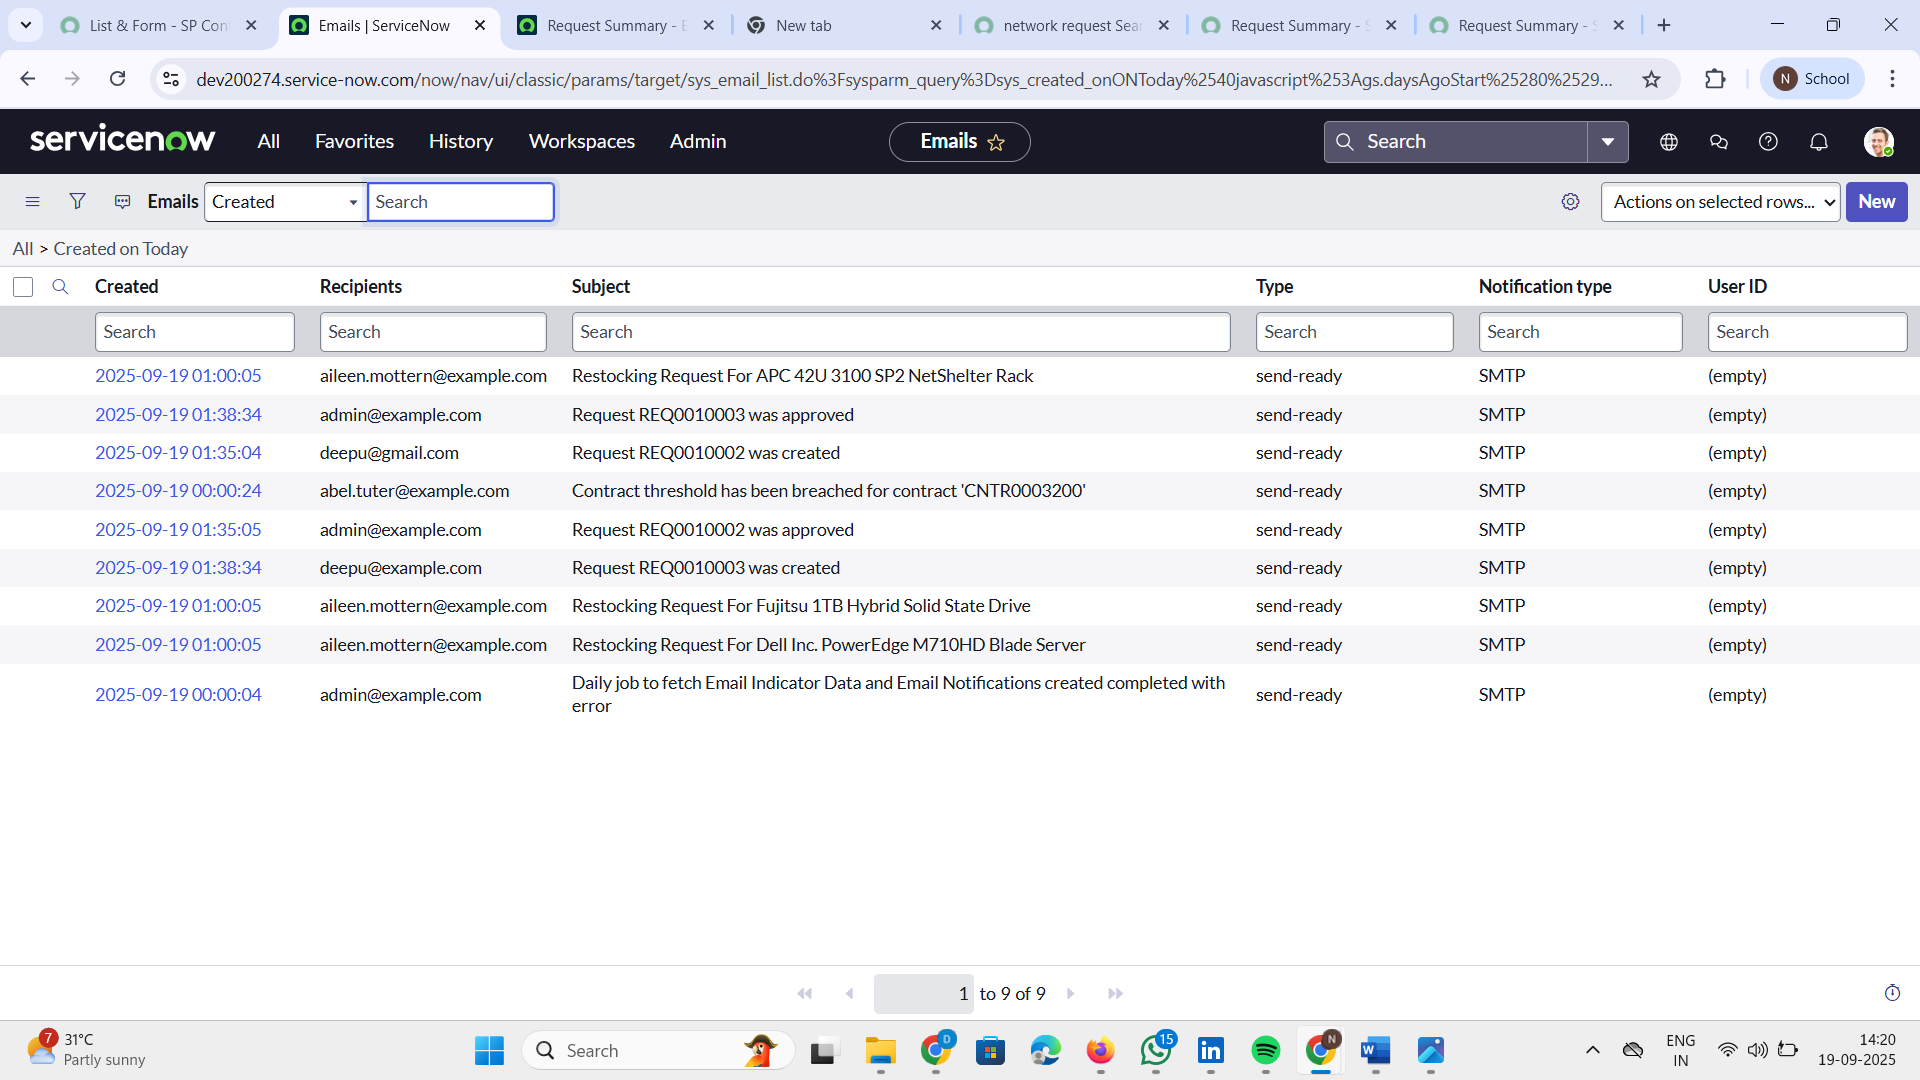 List & Form - SP Con
Emails | ServiceNow
Request Summary - E
New tab
network request Sear
Request Summary - S
Request Summary - S
dev200274.service-now.com/now/nav/ui/classic/params/target/sys_email_list.do%3Fsysparm_query%3Dsys_created_onONToday%2540javascript%253Ags.daysAgoStart%25280%2529...
N School
servicenow
All Favorites History Workspaces Admin
Emails
Search
Emails Created Search
Actions on selected rows... New
All > Created on Today
Created Recipients Subject Type Notification type User ID
Search Search Search Search Search Search
2025-09-19 01:00:05 aileen.mottern@example.com Restocking Request For APC 42U 3100 SP2 NetShelter Rack send-ready SMTP (empty)
2025-09-19 01:38:34 admin@example.com Request REQ0010003 was approved send-ready SMTP (empty)
2025-09-19 01:35:04 deepu@gmail.com Request REQ0010002 was created send-ready SMTP (empty)
2025-09-19 00:00:24 abel.tuter@example.com Contract threshold has been breached for contract 'CNTR0003200' send-ready SMTP (empty)
2025-09-19 01:35:05 admin@example.com Request REQ0010002 was approved send-ready SMTP (empty)
2025-09-19 01:38:34 deepu@example.com Request REQ0010003 was created send-ready SMTP (empty)
2025-09-19 01:00:05 aileen.mottern@example.com Restocking Request For Fujitsu 1TB Hybrid Solid State Drive send-ready SMTP (empty)
2025-09-19 01:00:05 aileen.mottern@example.com Restocking Request For Dell Inc. PowerEdge M710HD Blade Server send-ready SMTP (empty)
2025-09-19 00:00:04 admin@example.com Daily job to fetch Email Indicator Data and Email Notifications created completed with
error send-ready SMTP (empty)
1 to 9 of 9
7 31°C
Partly sunny
Search
D
15
N
ENG
IN
14:20
19-09-2025